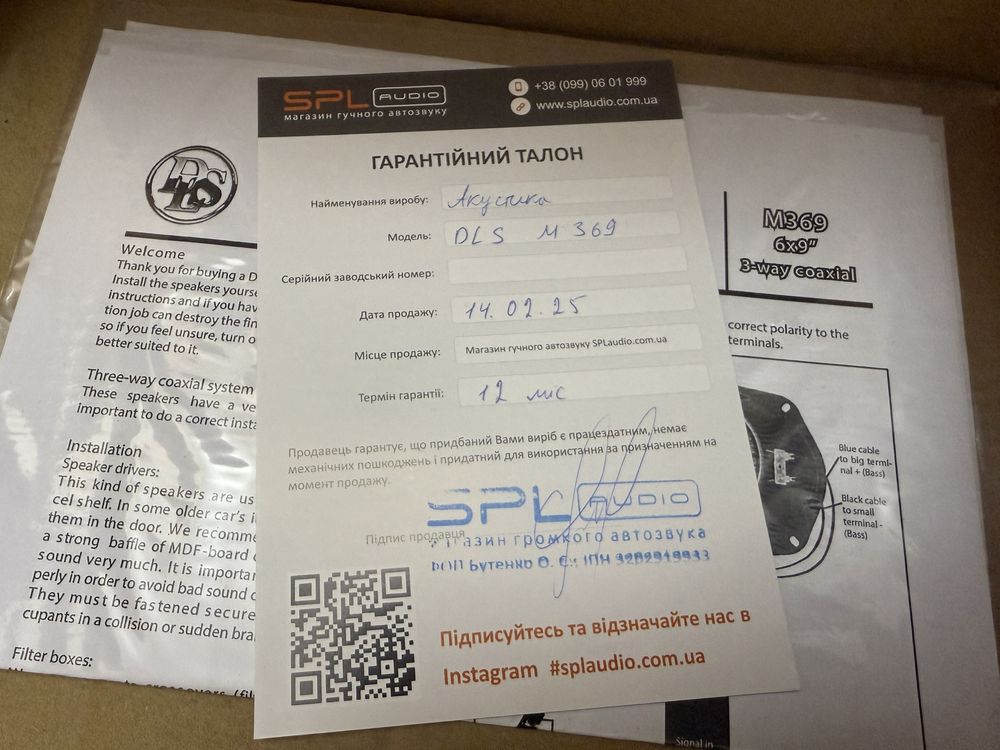 SPL AUDIO
магазин гучного автозвуку
+38 (099) 06 01 999
www.splaudio.com.ua
ГАРАНТІЙНИЙ ТАЛОН
Найменування виробу: Акустика
Модель: DLS M 369
Серійний заводський номер:
Дата продажу: 14.02.25
Місце продажу: Магазин гучного автозвуку SPLaudio.com.ua
Термін гарантії: 12 міс
Продавець гарантує, що придбаний Вами виріб є працездатним, немає
механічних пошкоджень і придатний для використання за призначенням на
момент продажу.
SPL AUDIO
Підпис продавця
газин громкого автозвука
ФОП Бутенко О. Є., ІПН
Підписуйтесь та відзначайте нас в
Instagram #splaudio.com.ua
DLS
Welcome
Thank you for buying a D
Install the speakers yourse
instructions and if you hav
tion job can destroy the fin
so if you feel unsure, turn o
better suited to it.
Three-way coaxial system
These speakers have a ve
important to do a correct insta
Installation
Speaker drivers:
This kind of speakers are us
cel shelf. In some older car's i
them in the door. We recomme
a strong baffle of MDF-board
sound very much. It is importa
perly in order to avoid bad sound
They must be fastened secure
cupants in a collision or sudden bra
Filter boxes:
M369
6x9"
3-way coaxial
correct polarity to the
terminals.
Blue cable
to big termi-
nal + (Bass)
Black cable
to small
terminal -
(Bass)
Signal in